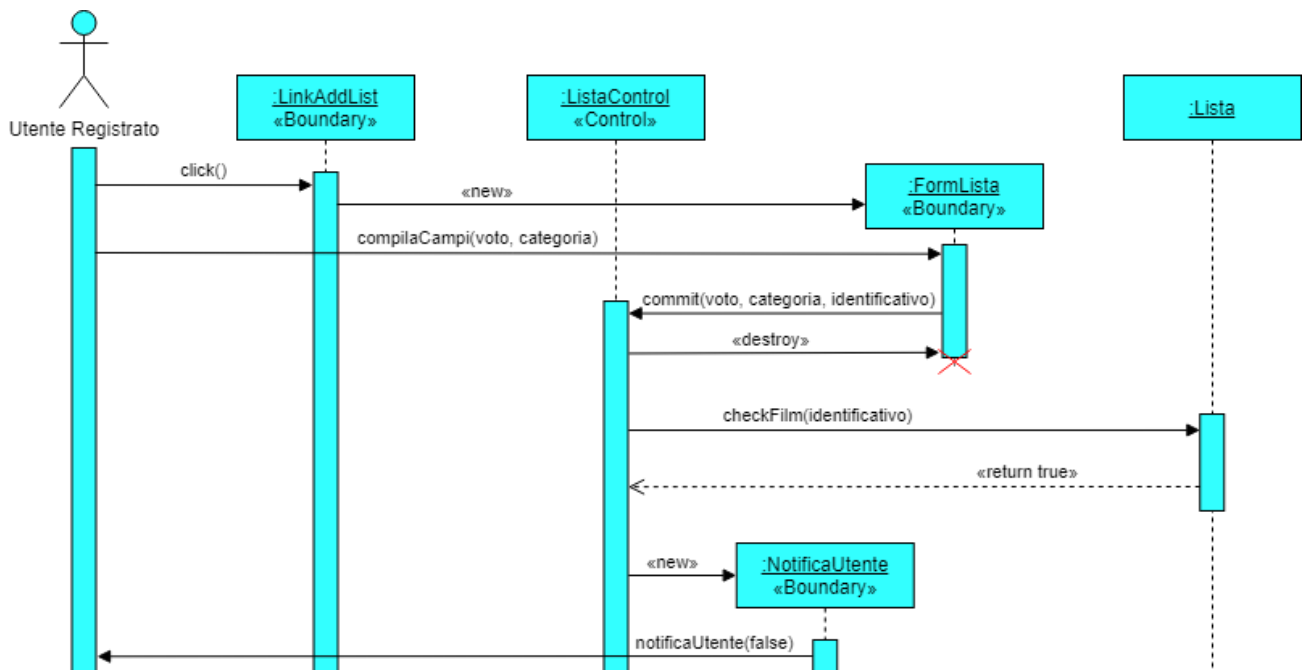 :LinkAddList
«Boundary»
:ListaControl
«Control»
:Lista
Utente Registrato
click()
«new»
:FormLista
«Boundary»
compilaCampi(voto, categoria)
commit(voto, categoria, identificativo)
«destroy»
checkFilm(identificativo)
«return true»
«new»
:NotificaUtente
«Boundary»
notificaUtente(false)